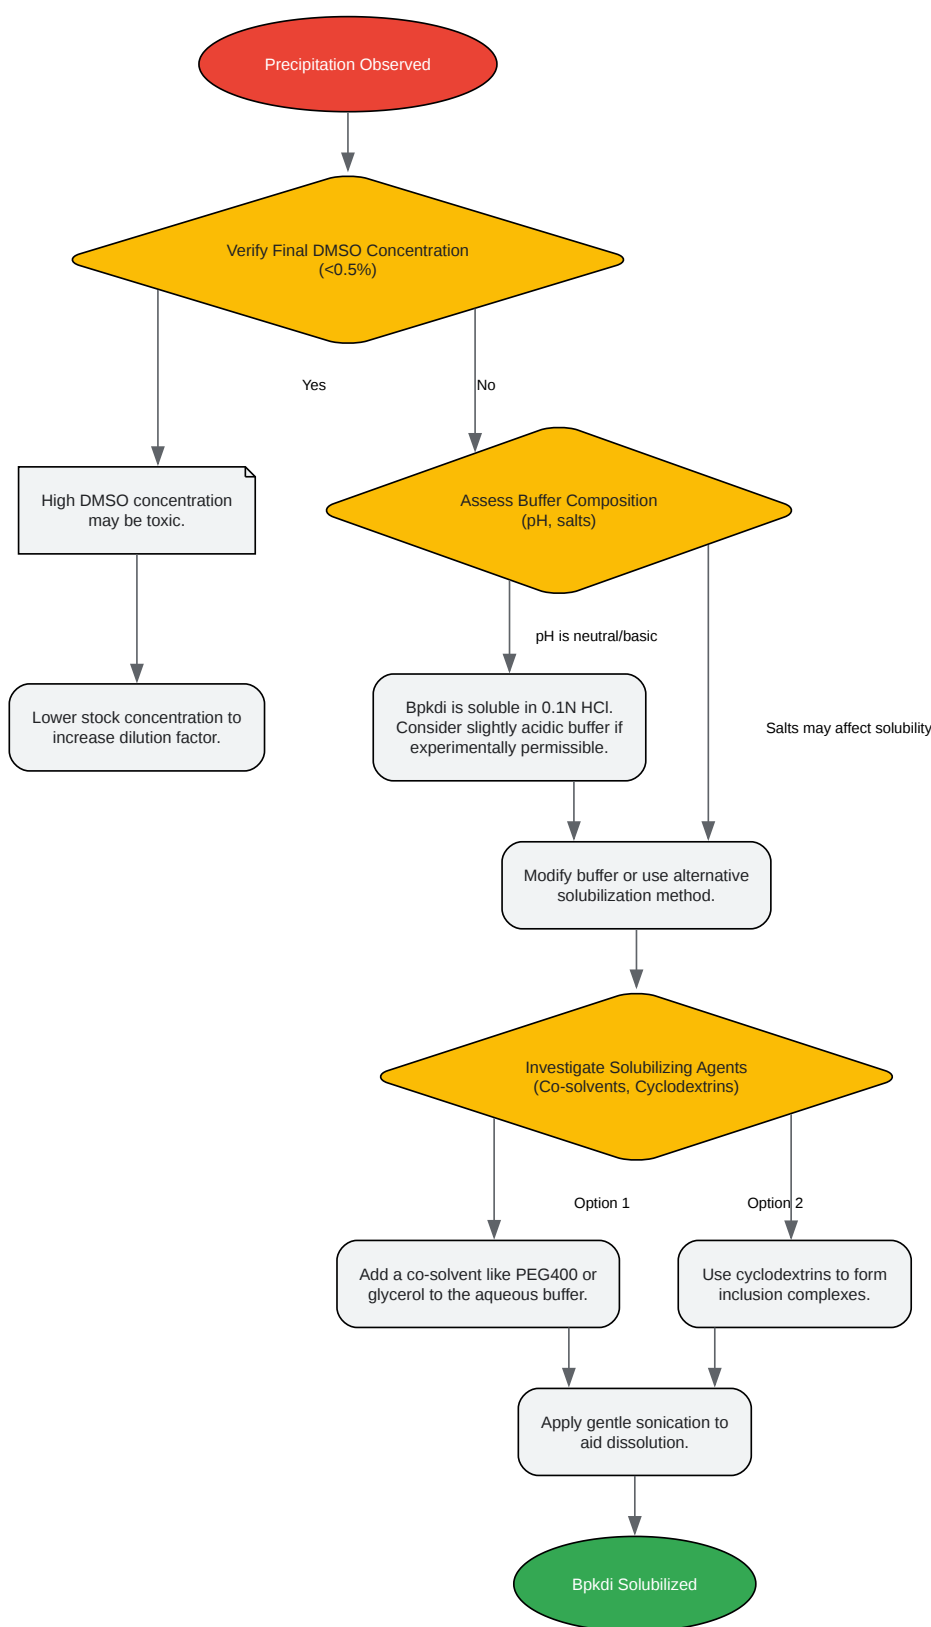 Precipitation Observed
Verify Final DMSO Concentration
(<0.5%)
Yes
No
High DMSO concentration
may be toxic.
Assess Buffer Composition
(pH, salts)
pH is neutral/basic
Lower stock concentration to
increase dilution factor.
Bpkdi is soluble in 0.1N HCl.
Consider slightly acidic buffer if
experimentally permissible.
Salts may affect solubility
Modify buffer or use alternative
solubilization method.
Investigate Solubilizing Agents
(Co-solvents, Cyclodextrins)
Option 1
Option 2
Add a co-solvent like PEG400 or
glycerol to the aqueous buffer.
Use cyclodextrins to form
inclusion complexes.
Apply gentle sonication to
aid dissolution.
Bpkdi Solubilized